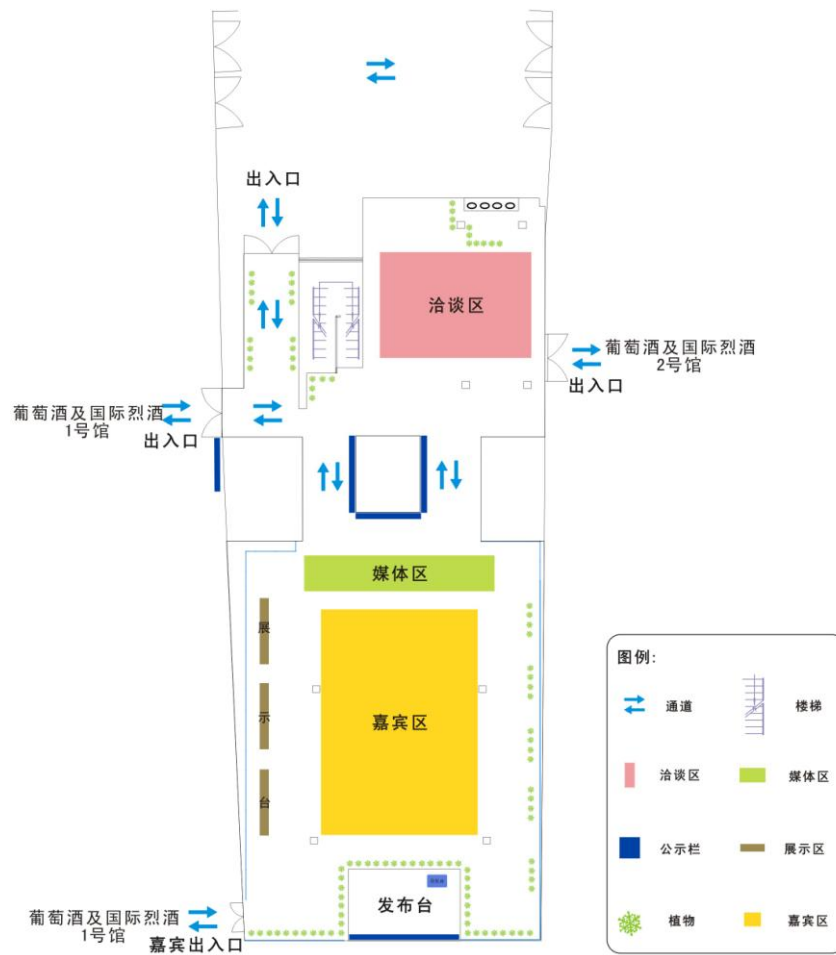 出入口
洽谈区
葡萄酒及国际烈酒
2号馆
出入口
葡萄酒及国际烈酒
1号馆
出入口
媒体区
展
示
台
嘉宾区
发布台
葡萄酒及国际烈酒
1号馆
嘉宾出入口
图例:
通道
楼梯
洽谈区
媒体区
公示栏
展示区
植物
嘉宾区